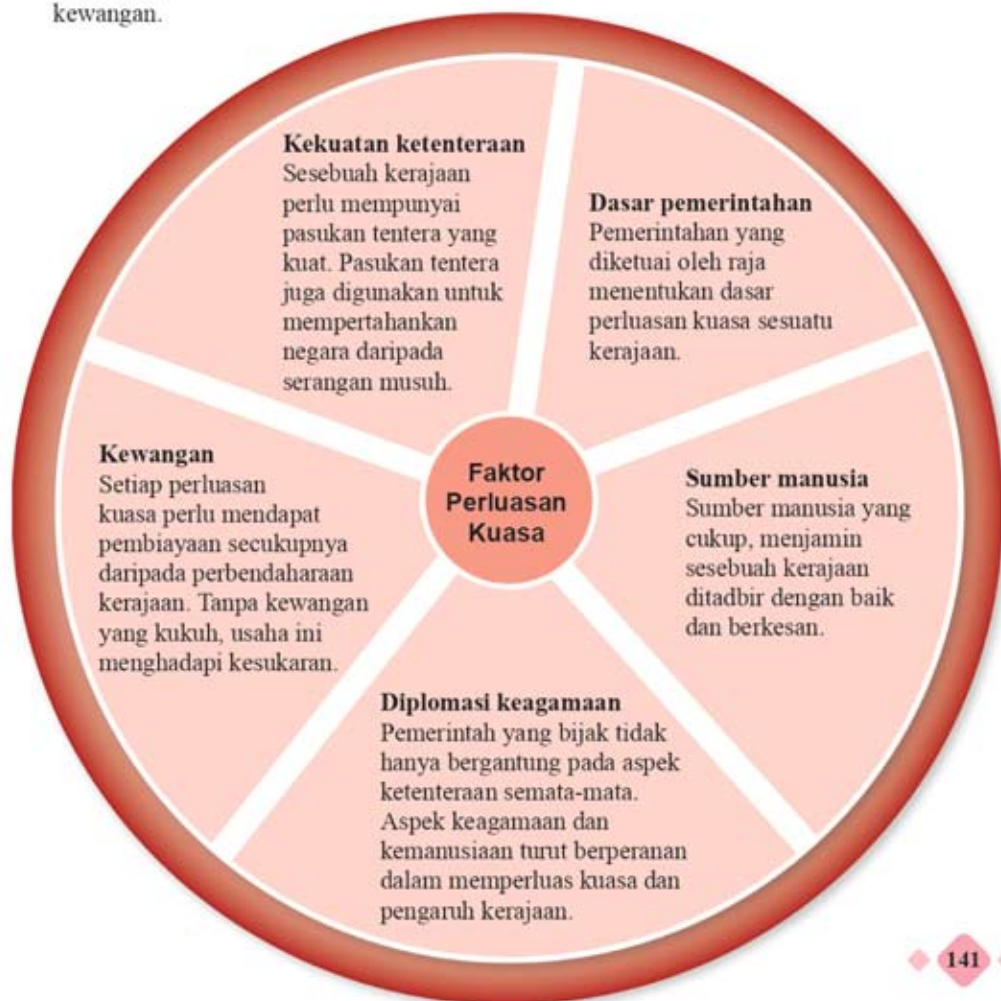 kewangan.
Kekuatan ketenteraan
Sesebuah kerajaan
perlu mempunyai
pasukan tentera yang
kuat. Pasukan tentera
juga digunakan untuk
mempertahankan
negara daripada
serangan musuh.
Dasar pemerintahan
Pemerintahan yang
diketuai oleh raja
menentukan dasar
perluasan kuasa sesuatu
kerajaan.
Kewangan
Setiap perluasan
kuasa perlu mendapat
pembiayaan secukupnya
daripada perbendaharaan
kerajaan. Tanpa kewangan
yang kukuh, usaha ini
menghadapi kesukaran.
Faktor
Perluasan
Kuasa
Sumber manusia
Sumber manusia yang
cukup, menjamin
sesebuah kerajaan
ditadbir dengan baik
dan berkesan.
Diplomasi keagamaan
Pemerintah yang bijak tidak
hanya bergantung pada aspek
ketenteraan semata-mata.
Aspek keagamaan dan
kemanusiaan turut berperanan
dalam memperluas kuasa dan
pengaruh kerajaan.
141